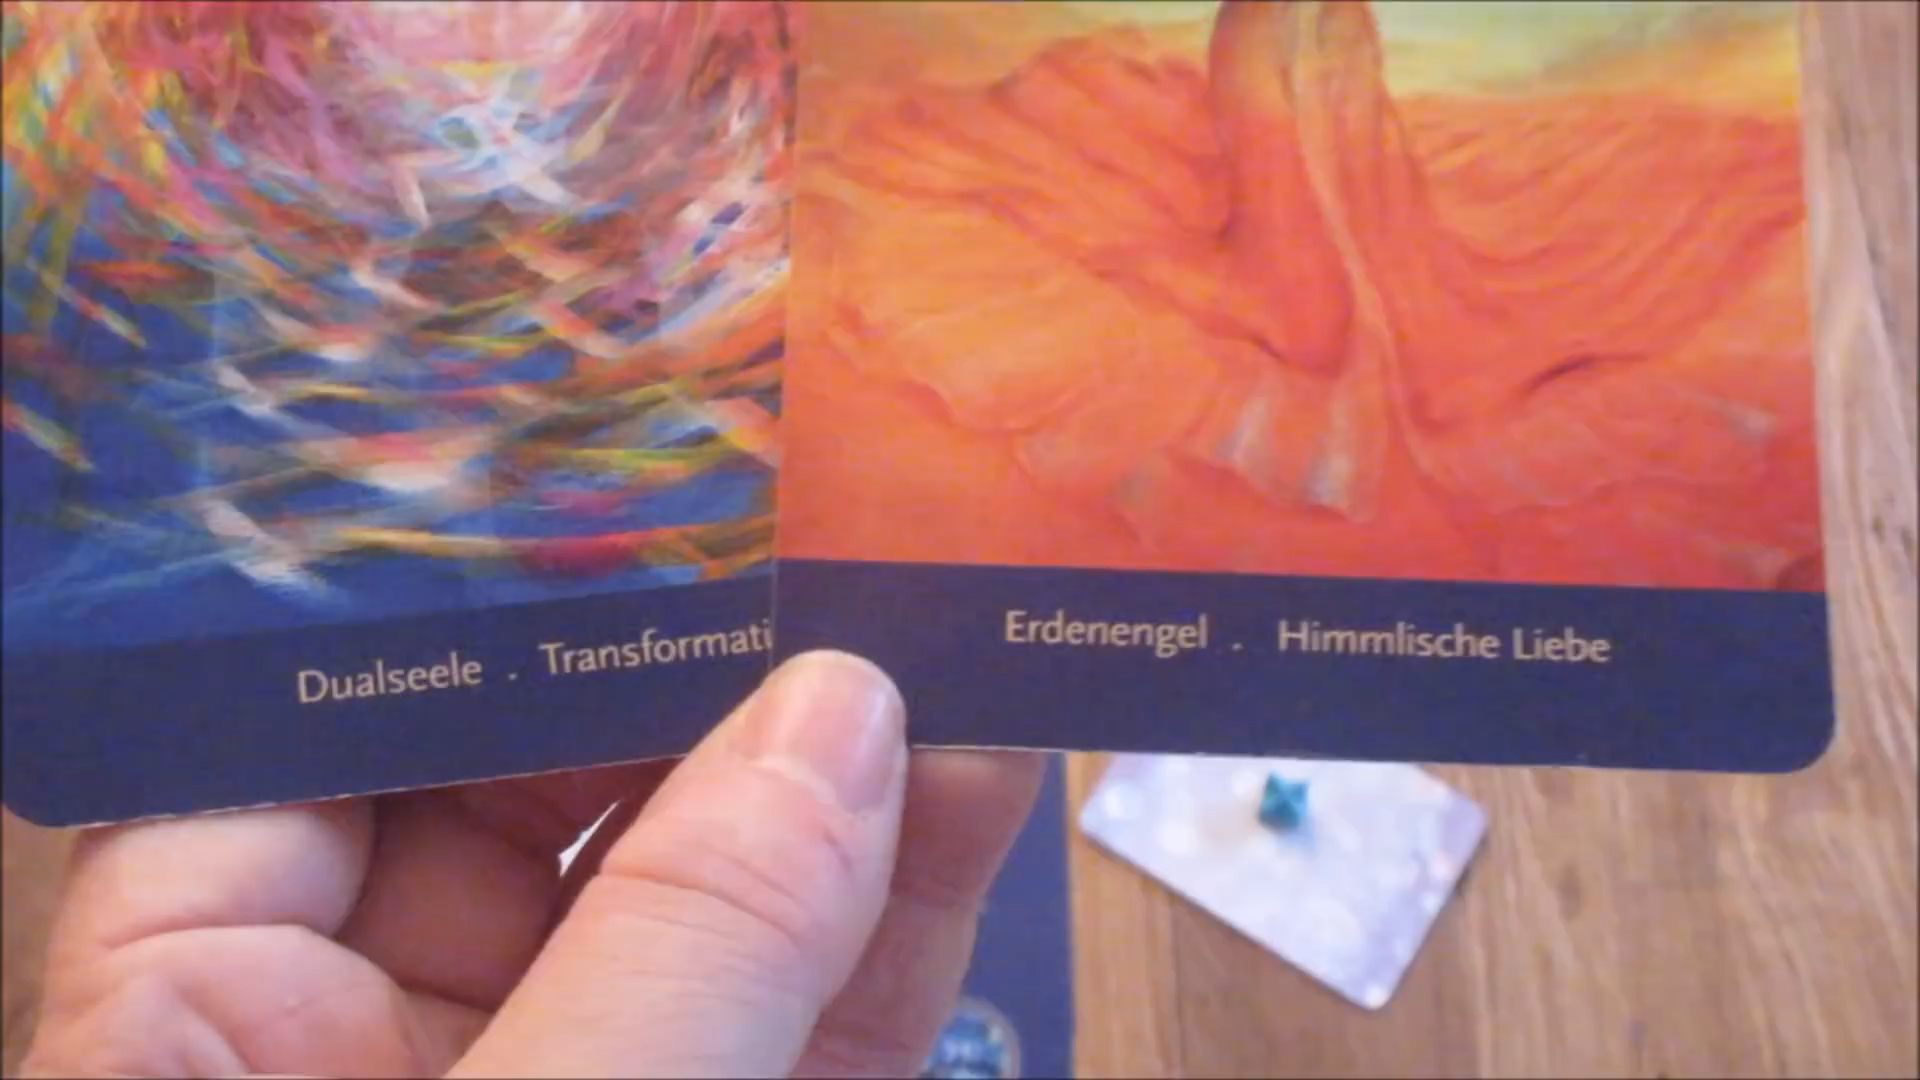 Dualseele . Transformati
Erdenengel . Himmlische Liebe